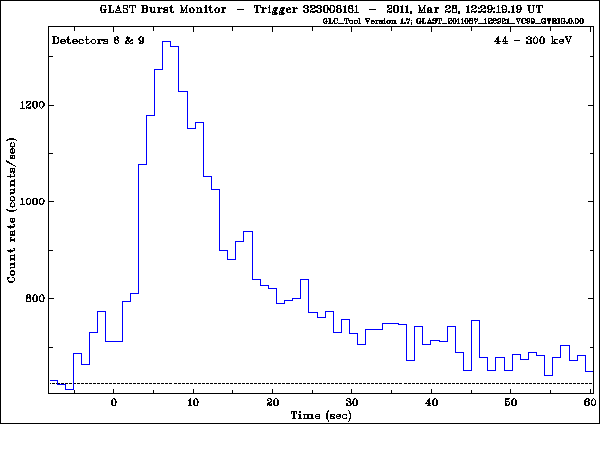 GLAST Burst Monitor - Trigger 323008161 - 2011, Mar 28, 12:29:19.19 UT
GLC_Tool Version 1.7; GLAST_2011087_122921_VC09_GTRIG.0.00
Detectors 6 & 9
44 - 300 keV
1200
1000
800
Count rate (counts/sec)
0 10 20 30 40 50 60
Time (sec)